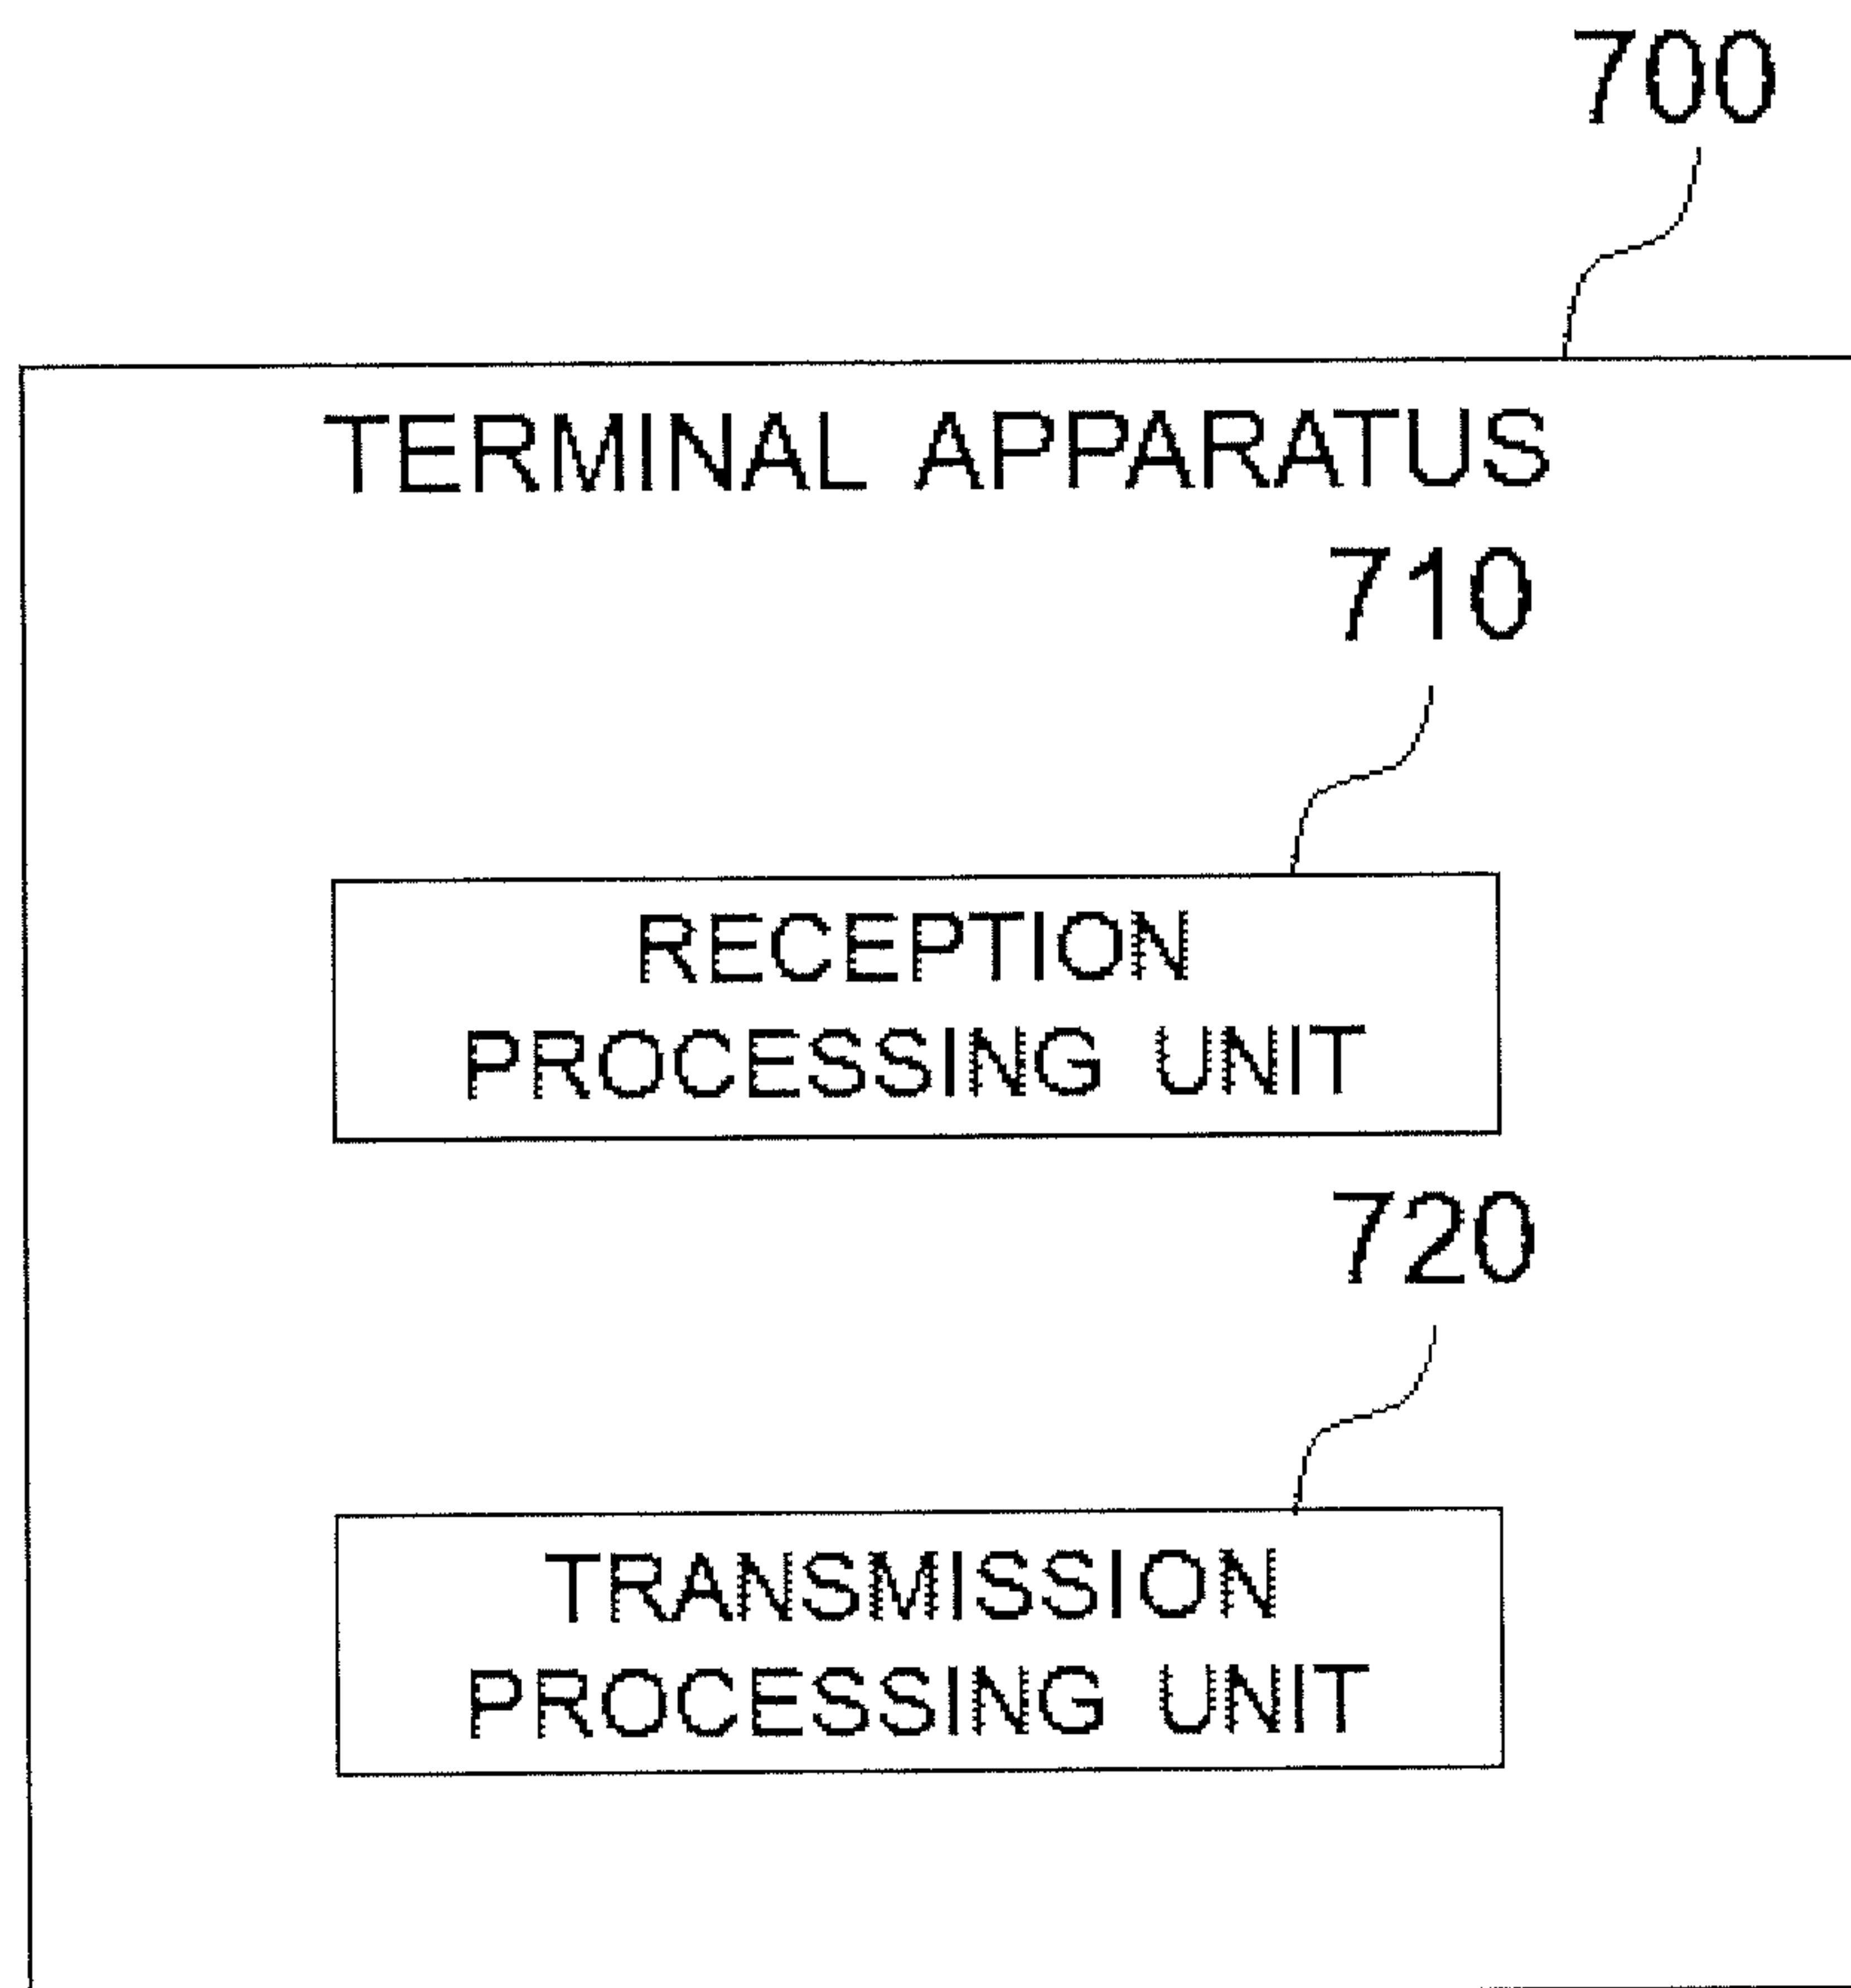 700
TERMINAL APPARATUS
710
RECEPTION
PROCESSING UNIT
720
TRANSMISSION
PROCESSING UNIT